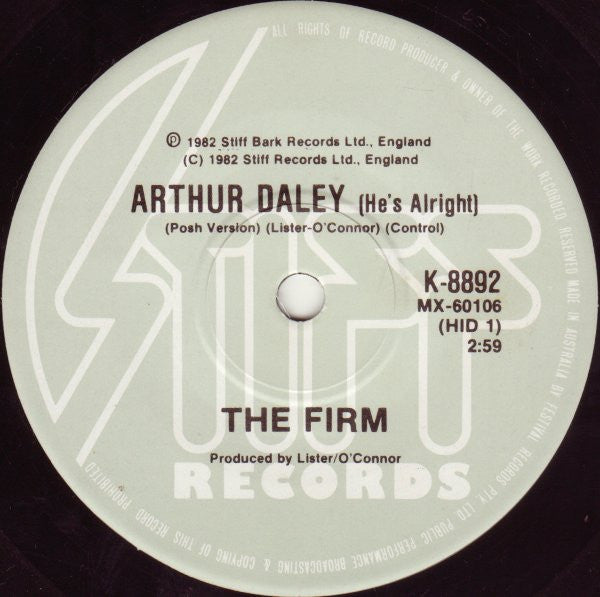 ALL RIGHTS OF RECORD PRODUCER & OWNER OF THE WORK RECORDED RESERVED MADE IN AUSTRALIA BY FESTIVAL RECORDS PTY LTD PUBLIC PERFORMANCE BROADCASTING & COPYING OF THIS RECORD PROHIBITED
℗ 1982 Stiff Bark Records Ltd., England
(C) 1982 Stiff Records Ltd., England
ARTHUR DALEY (He's Alright)
(Posh Version) (Lister-O'Connor) (Control)
STIFF
K-8892
MX-60106
(HID 1)
2:59
THE FIRM
Produced by Lister/O'Connor
RECORDS